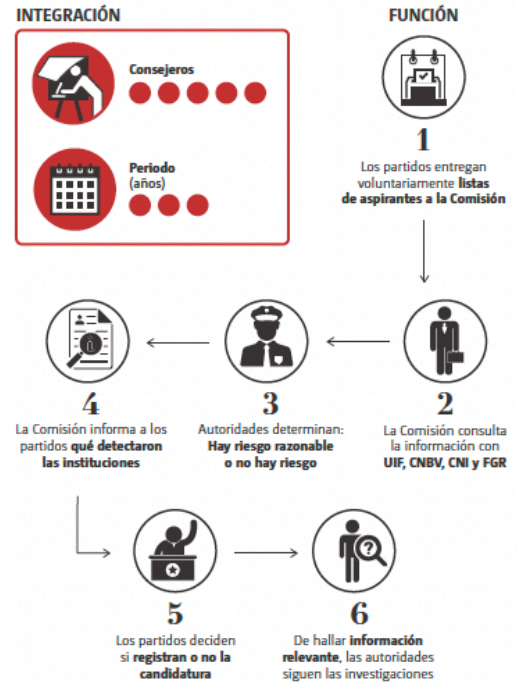 INTEGRACIÓN
Consejeros
Periodo
(años)
FUNCIÓN
1
Los partidos entregan
voluntariamente listas
de aspirantes a la Comisión
2
La Comisión consulta
la información con
UIF, CNBV, CNI y FGR
3
Autoridades determinan:
Hay riesgo razonable
o no hay riesgo
4
La Comisión informa a los
partidos qué detectaron
las instituciones
5
Los partidos deciden
si registran o no la
candidatura
6
De hallar información
relevante, las autoridades
siguen las investigaciones